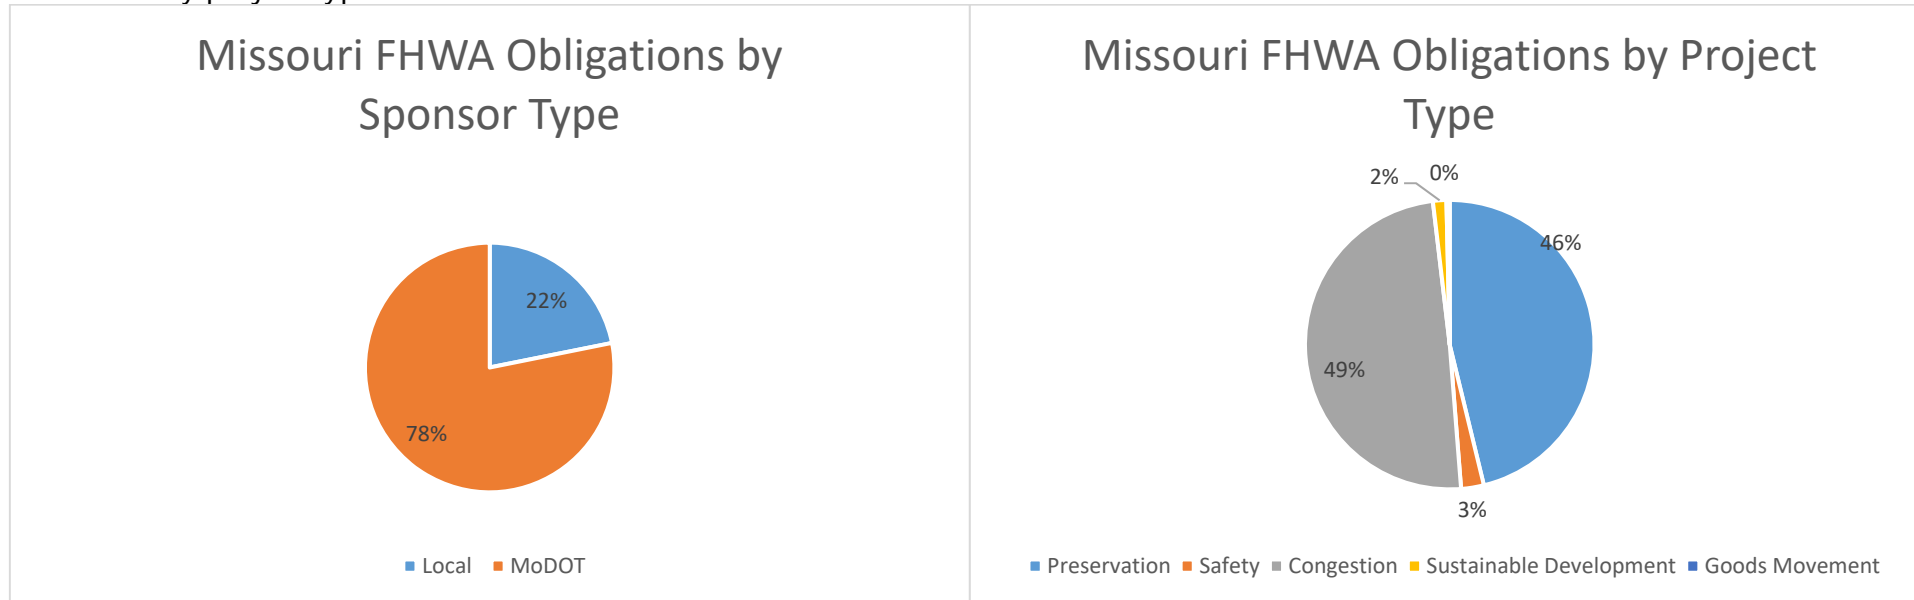 Missouri FHWA Obligations by
Sponsor Type
22%
78%
Local MoDOT
Missouri FHWA Obligations by Project
Type
2% 0%
46%
49%
3%
Preservation Safety Congestion Sustainable Development Goods Movement